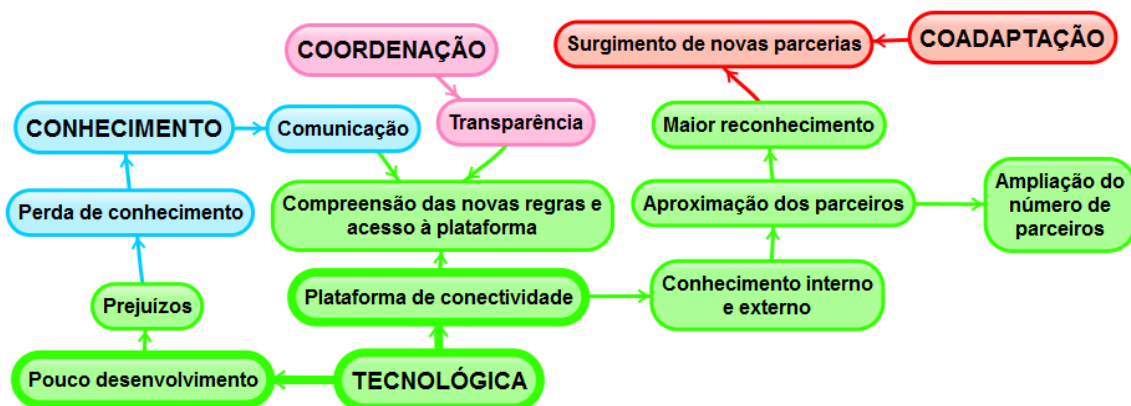 COORDENAÇÃO
Surgimento de novas parcerias
COADAPTAÇÃO
CONHECIMENTO
Comunicação
Transparência
Maior reconhecimento
Perda de conhecimento
Compreensão das novas regras e
acesso à plataforma
Aproximação dos parceiros
Ampliação do
número de
parceiros
Prejuízos
Plataforma de conectividade
Conhecimento interno
e externo
Pouco desenvolvimento
TECNOLÓGICA